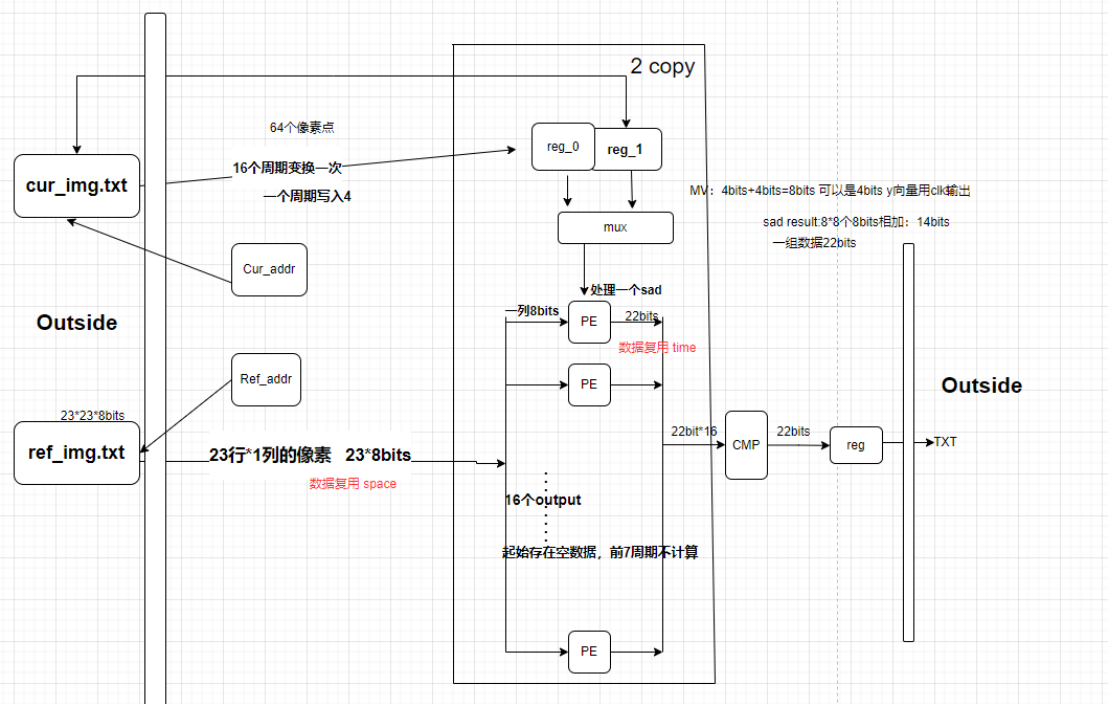 2 copy
64个像素点
reg_0
reg_1
16个周期变换一次
cur_img.txt
一个周期写入4
MV：4bits+4bits=8bits 可以是4bits y向量用clk输出
sad result:8*8个8bits相加：14bits
一组数据22bits
mux
Cur_addr
处理一个sad
一列8bits
PE
22bits
Outside
数据复用 time
Ref_addr
PE
Outside
23*23*8bits
ref_img.txt
23行*1列的像素 23*8bits
数据复用 space
22bit*16
CMP
22bits
reg
TXT
16个output
起始存在空数据，前7周期不计算
PE